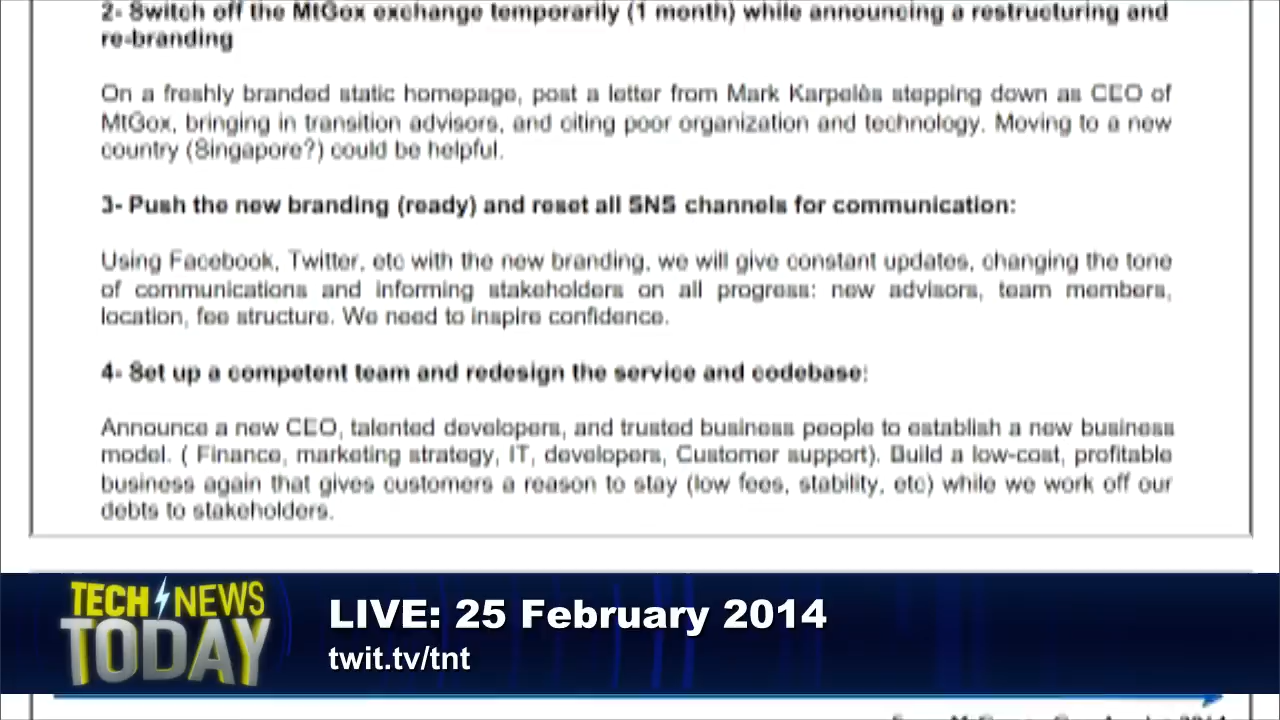 2- Switch off the MtGox exchange temporarily (1 month) while announcing a restructuring and
re-branding
On a freshly branded static homepage, post a letter from Mark Karpelès stepping down as CEO of
MtGox, bringing in transition advisors, and citing poor organization and technology. Moving to a new
country (Singapore?) could be helpful.
3- Push the new branding (ready) and reset all SNS channels for communication:
Using Facebook, Twitter, etc with the new branding, we will give constant updates, changing the tone
of communications and informing stakeholders on all progress: new advisors, team members,
location, fee structure. We need to inspire confidence.
4- Set up a competent team and redesign the service and codebase:
Announce a new CEO, talented developers, and trusted business people to establish a new business
model. ( Finance, marketing strategy, IT, developers, Customer support). Build a low-cost, profitable
business again that gives customers a reason to stay (low fees, stability, etc) while we work off our
debts to stakeholders.
TECH NEWS
TODAY
LIVE: 25 February 2014
twit.tv/tnt